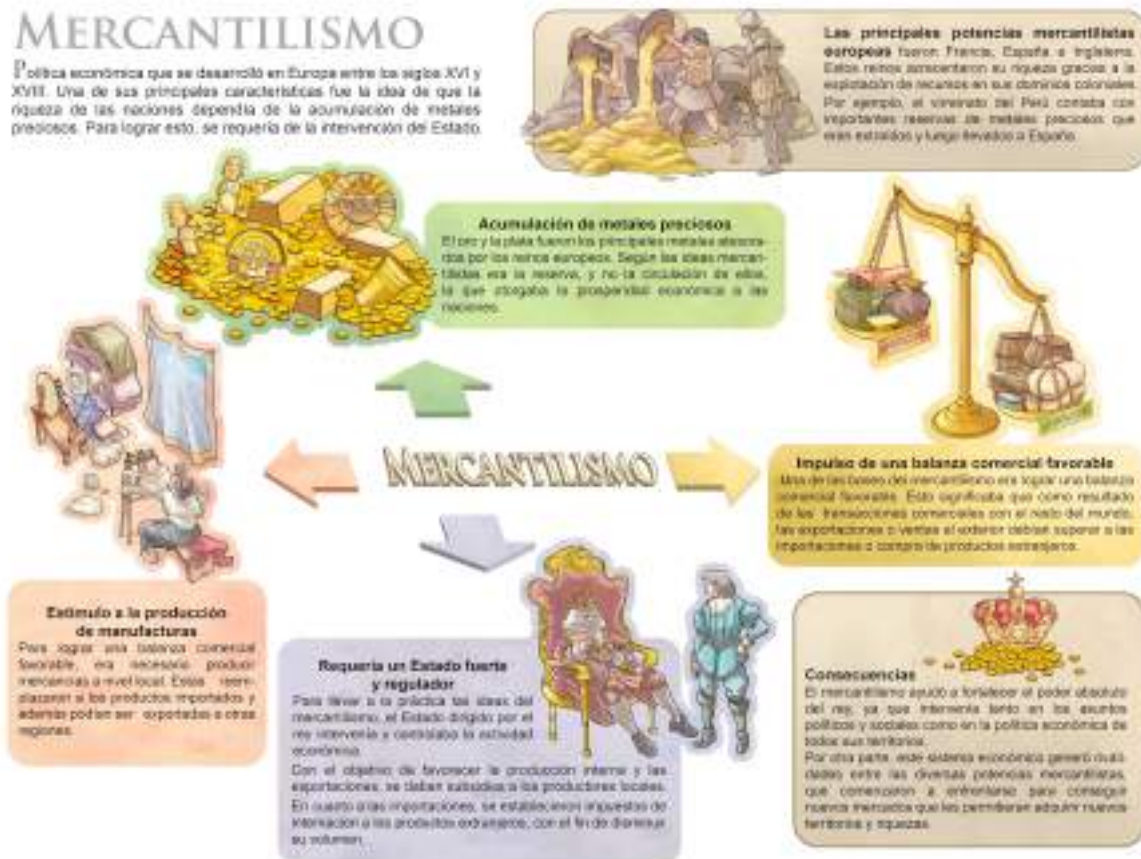 MERCANTILISMO
Política económica que se desarrolló en Europa entre los siglos XVI y
XVIII. Una de sus principales características fue la idea de que la
riqueza de las naciones dependía de la acumulación de metales
preciosos. Para lograr esto, se requería de la intervención del Estado.
Las principales potencias mercantilistas
europeas fueron Francia, España e Inglaterra.
Estos reinos acrecentaron su riqueza gracias a la
explotación de recursos en sus dominios coloniales.
Por ejemplo, el virreinato del Perú contaba con
importantes reservas de metales preciosos que
eran extraídos y luego llevados a España.
Acumulación de metales preciosos
El oro y la plata fueron los principales metales atesora-
dos por los reinos europeos. Según las ideas mercan-
tilistas era la reserva, y no la circulación de ellos,
lo que otorgaba la prosperidad económica a las
naciones.
MERCANTILISMO
Impulso de una balanza comercial favorable
Una de las bases del mercantilismo era lograr una balanza
comercial favorable. Esto significaba que como resultado
de las transacciones comerciales con el resto del mundo,
las exportaciones o ventas al exterior debían superar a las
importaciones o compra de productos extranjeros.
Estímulo a la producción
de manufacturas
Para lograr una balanza comercial
favorable, era necesario producir
mercancías a nivel local. Estas reem-
plazaron a los productos importados y
además podían ser exportadas a otras
regiones.
Requería un Estado fuerte
y regulador
Para llevar a la práctica las ideas del
mercantilismo, el Estado dirigido por el
rey intervenía y controlaba la actividad
económica.
Con el objetivo de favorecer la producción interna y las
exportaciones, se daban subsidios a los productores locales.
En cuanto a las importaciones, se establecieron impuestos de
internación a los productos extranjeros, con el fin de disminuir
su volumen.
Consecuencias
El mercantilismo ayudó a fortalecer el poder absoluto
del rey, ya que intervenía tanto en los asuntos
políticos y sociales como en la política económica de
todos sus territorios.
Por otra parte, este sistema económico generó rivali-
dades entre las diversas potencias mercantilistas,
que comenzaron a enfrentarse para conseguir
nuevos mercados que les permitieran adquirir nuevos
territorios y riquezas.